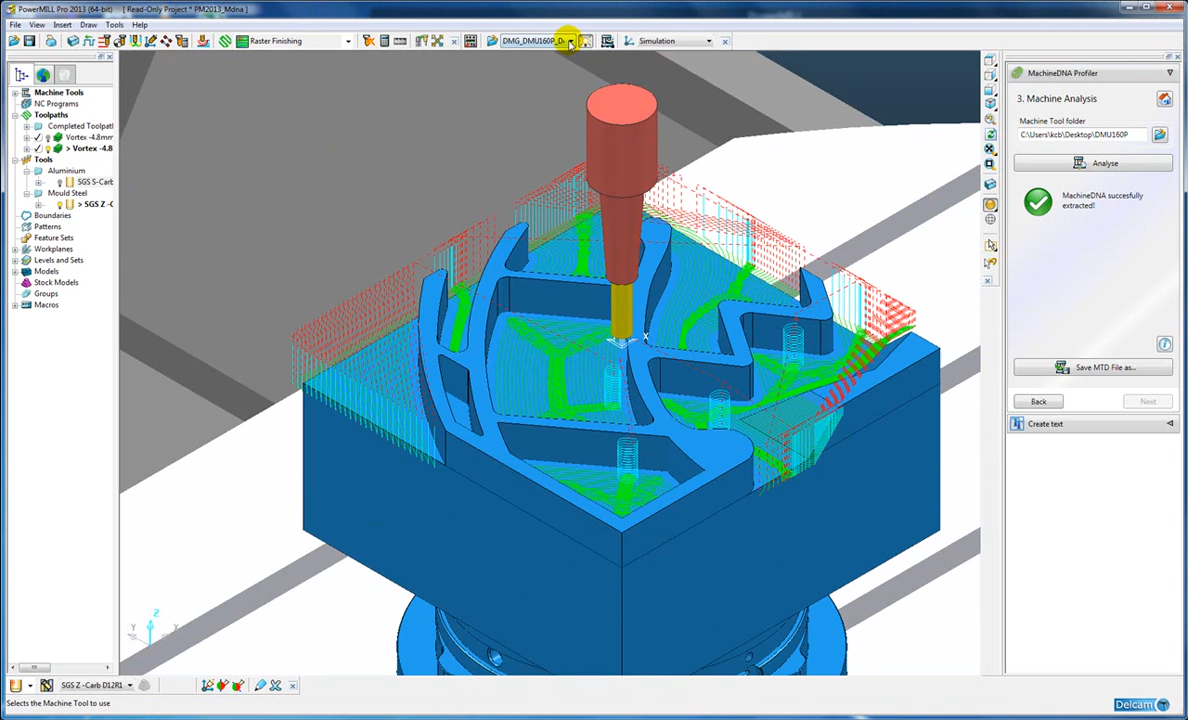 PowerMILL Pro 2013 (64-bit) [ Read-Only Project * PM2013_Mdna ]
File View Insert Draw Tools Help
Raster Finishing
DMG_DMU160P_D
Simulation
Machine Tools
NC Programs
Toolpaths
Completed Toolpath
Vortex -4.8mm
> Vortex -4.8
Tools
Aluminium
SGS S-Carb
Mould Steel
> SGS Z -C
Boundaries
Patterns
Feature Sets
Workplanes
Levels and Sets
Models
Stock Models
Groups
Macros
X
Z
Y
X
MachineDNA Profiler
3. Machine Analysis
Machine Tool folder
C:\Users\kcb\Desktop\DMU160P
Analyse
MachineDNA succesfully
extracted!
Save MTD File as...
Back Next
Create text
SGS Z -Carb D12R1
Selects the Machine Tool to use
Delcam